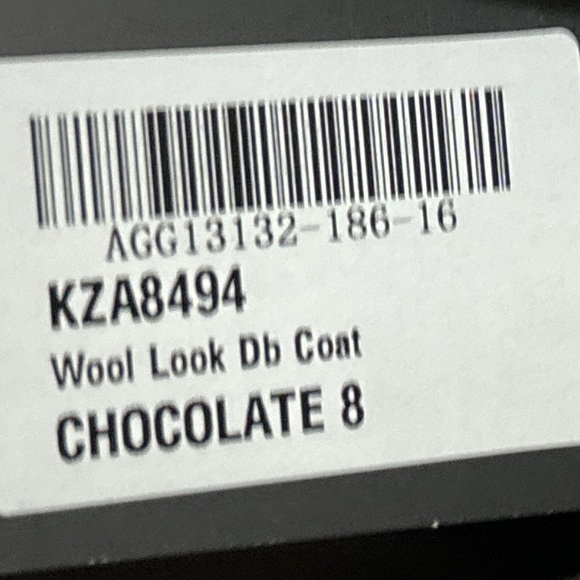 AGG13132-186-16
KZA8494
Wool Look Db Coat
CHOCOLATE 8